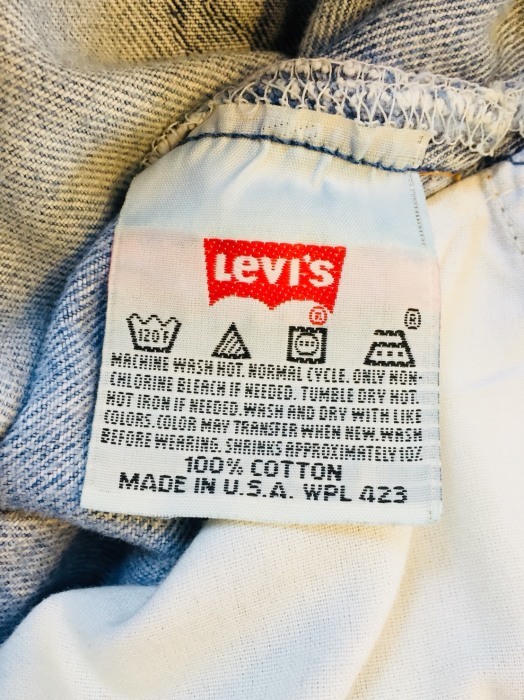 Levi's
®
®
120F
MACHINE WASH HOT. NORMAL CYCLE. ONLY NON-
CHLORINE BLEACH IF NEEDED. TUMBLE DRY HOT.
HOT IRON IF NEEDED. WASH AND DRY WITH LIKE
COLORS. COLOR MAY TRANSFER WHEN NEW. WASH
BEFORE WEARING. SHRINKS APPROXIMATELY 10%
100% COTTON
MADE IN U.S.A. WPL 423